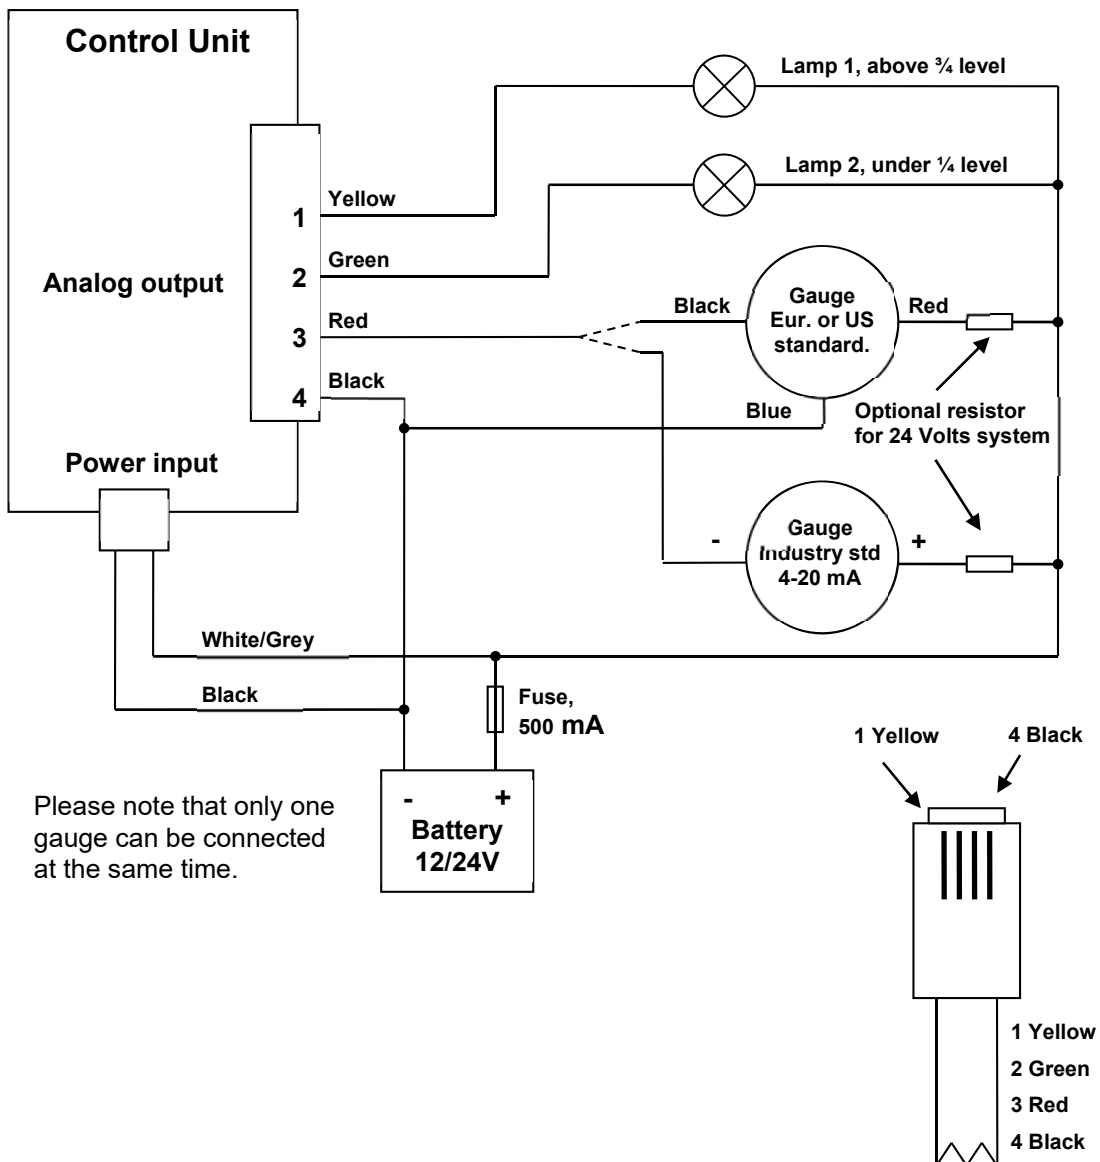 Control Unit
Lamp 1, above ¾ level
Lamp 2, under ¼ level
1
Yellow
2
Green
Analog output
3
Red
4
Black
Black
Gauge
Eur. or US
standard.
Red
Blue
Optional resistor
for 24 Volts system
Power input
-
Gauge
Industry std
4-20 mA
+
White/Grey
Black
Fuse,
500 mA
- +
Battery
12/24V
Please note that only one
gauge can be connected
at the same time.
1 Yellow
4 Black
1 Yellow
2 Green
3 Red
4 Black